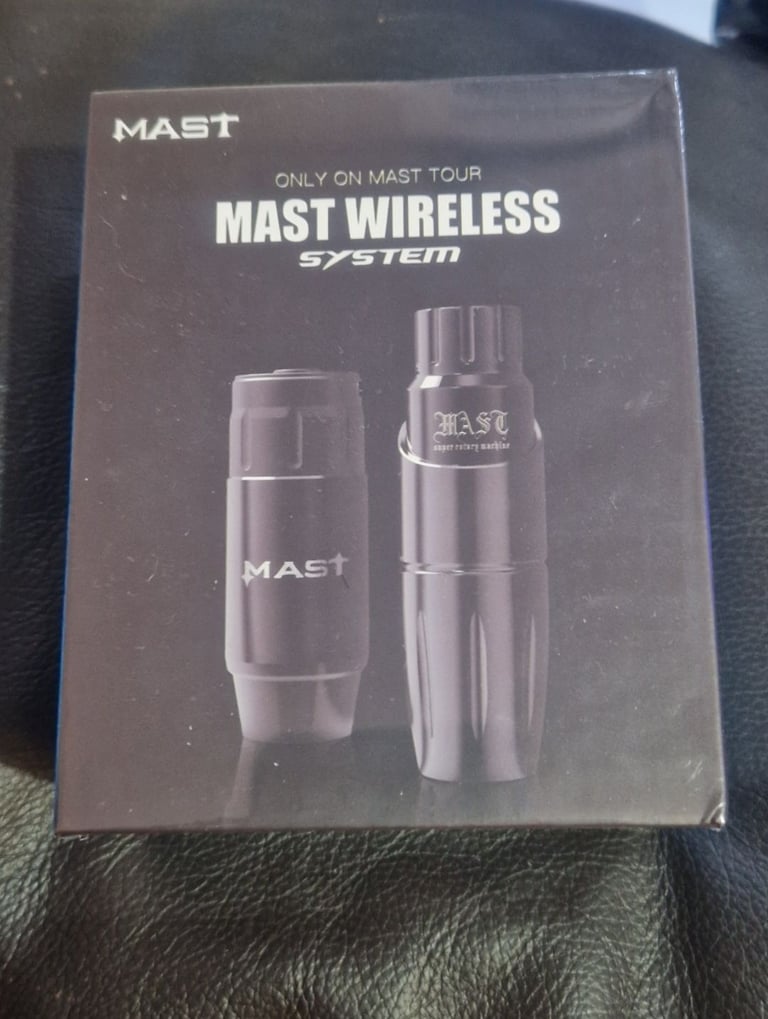 MAST
ONLY ON MAST TOUR
MAST WIRELESS
SYSTEM
MAST
super rotary machine
MAST